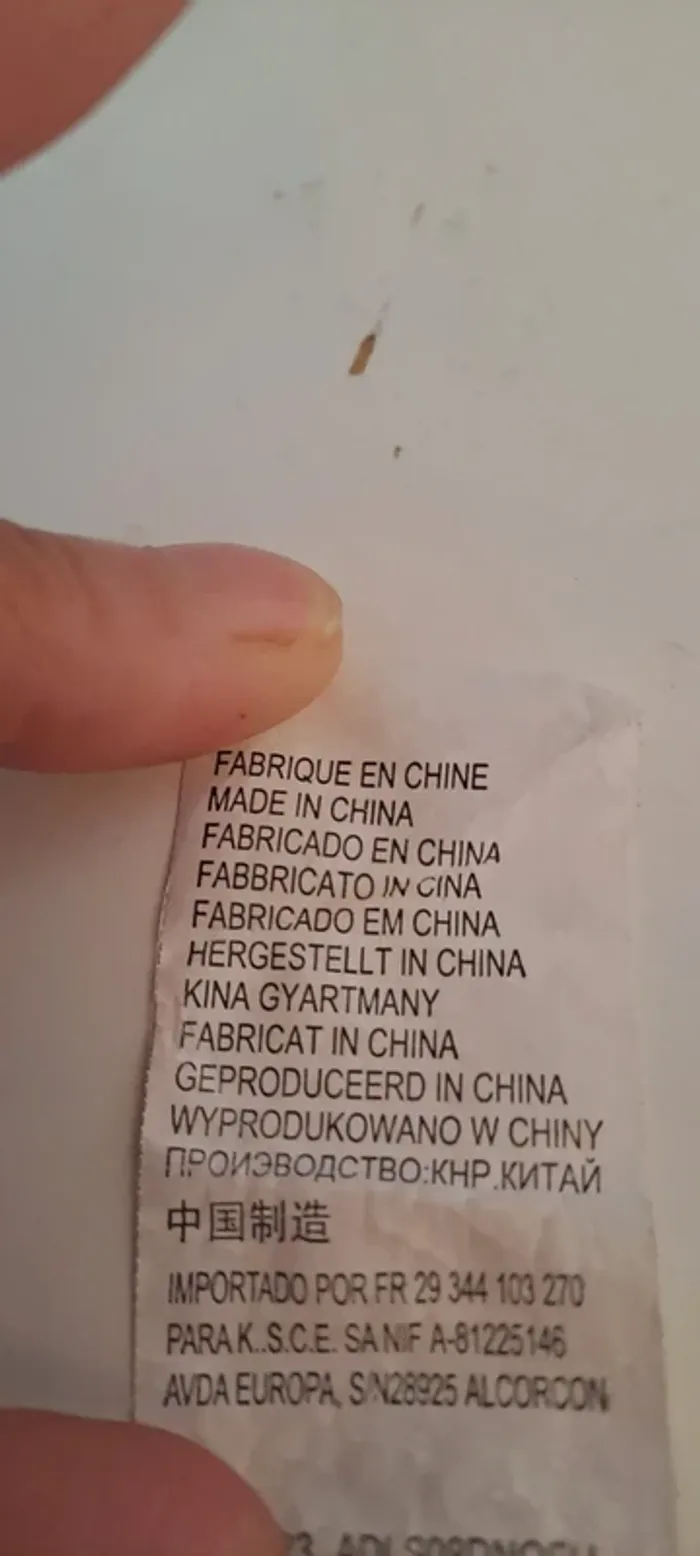 FABRIQUE EN CHINE
MADE IN CHINA
FABRICADO EN CHINA
FABBRICATO IN CINA
FABRICADO EM CHINA
HERGESTELLT IN CHINA
KINA GYARTMANY
FABRICAT IN CHINA
GEPRODUCEERD IN CHINA
WYPRODUKOWANO W CHINY
ПРОИЭВОДСТВО:КНР.КИТАЙ
中国制造
IMPORTADO POR FR 29 344 103 270
PARA K..S.C.E. SA NIF A-81225146
AVDA EUROPA, S/N28925 ALCORCON